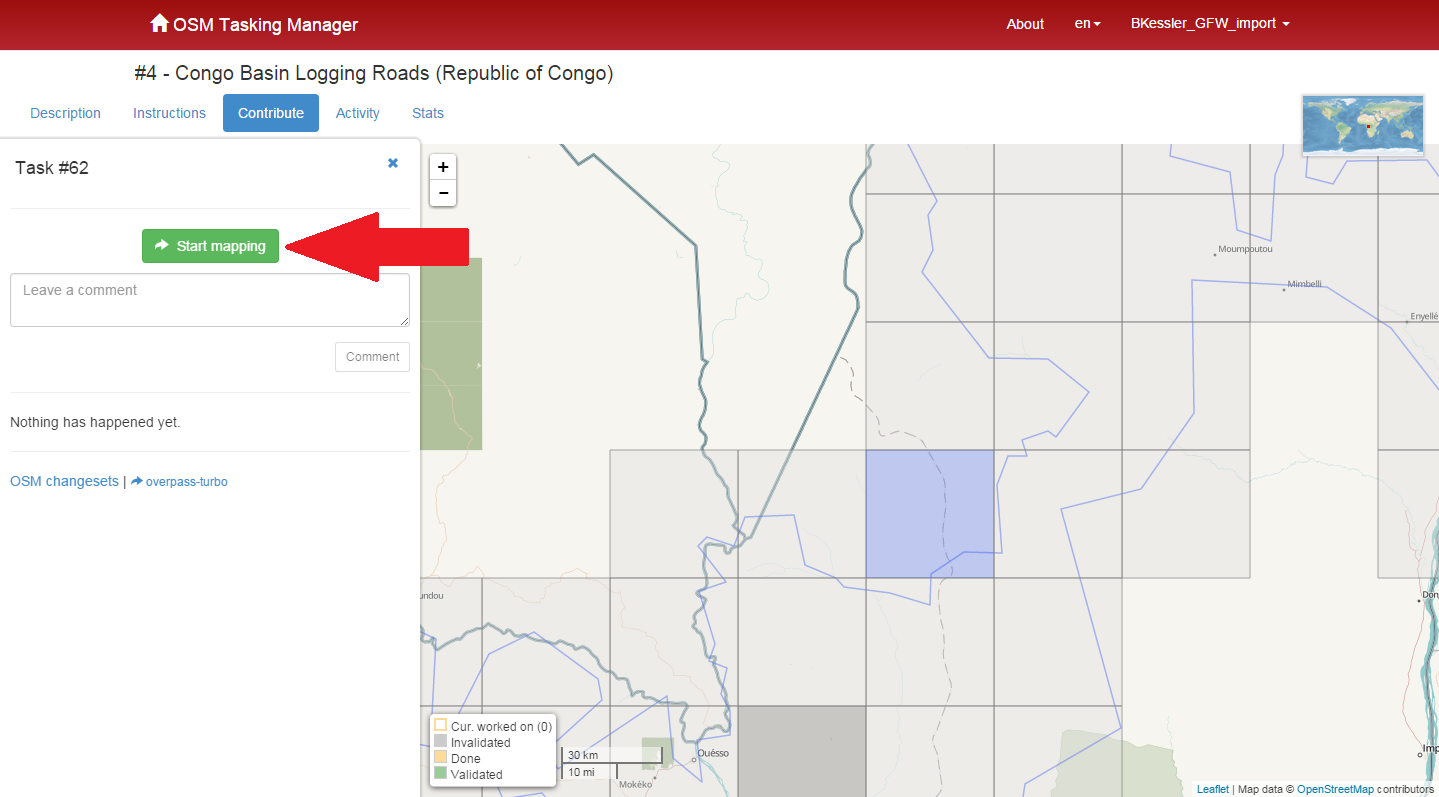 OSM Tasking Manager
About
en
BKessler_GFW_import
#4 - Congo Basin Logging Roads (Republic of Congo)
Description
Instructions
Contribute
Activity
Stats
Task #62
Start mapping
Leave a comment
Comment
Nothing has happened yet.
OSM changesets | overpass-turbo
+
−
Moumpoutou
Mimbelli
Enyellé
undou
Don
Imp
Ouésso
Mokéko
Cur. worked on (0)
Invalidated
Done
Validated
30 km
10 mi
Leaflet | Map data © OpenStreetMap contributors